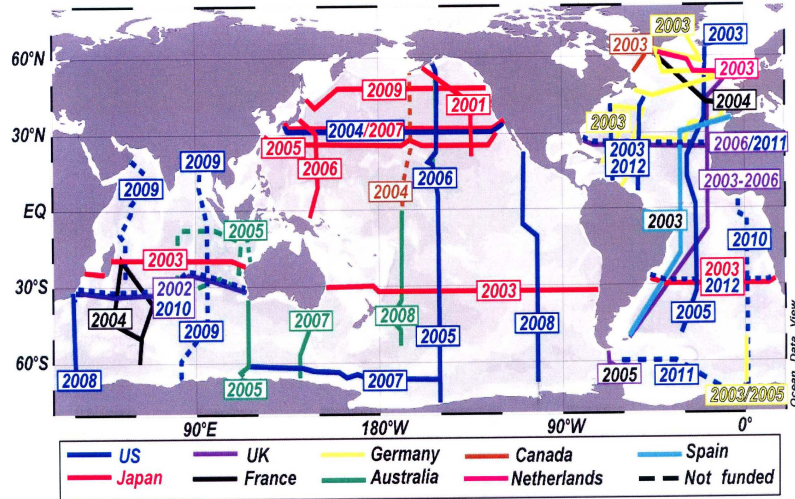 2003
2003
2003
60°N
2003
2009
2001
2004
2004/2007
2003
30°N
2005
2003
2012
2006/2011
2009
2009
2006
2006
2003-2006
2004
EQ
2003
2005
2010
2003
2003
2003
2012
30°S
2002
2010
2004
2009
2007
2008
2005
2008
2005
60°S
2008
2005
2007
2005
2011
2003/2005
Ocean Data View
90°E
180°W
90°W
0°
US
UK
Germany
Canada
Spain
Japan
France
Australia
Netherlands
Not funded